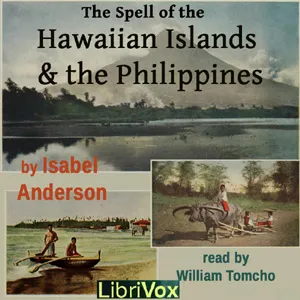 The Spell of the
Hawaiian Islands
& the Philippines
by Isabel
Anderson
read by
William Tomcho
LibriVox